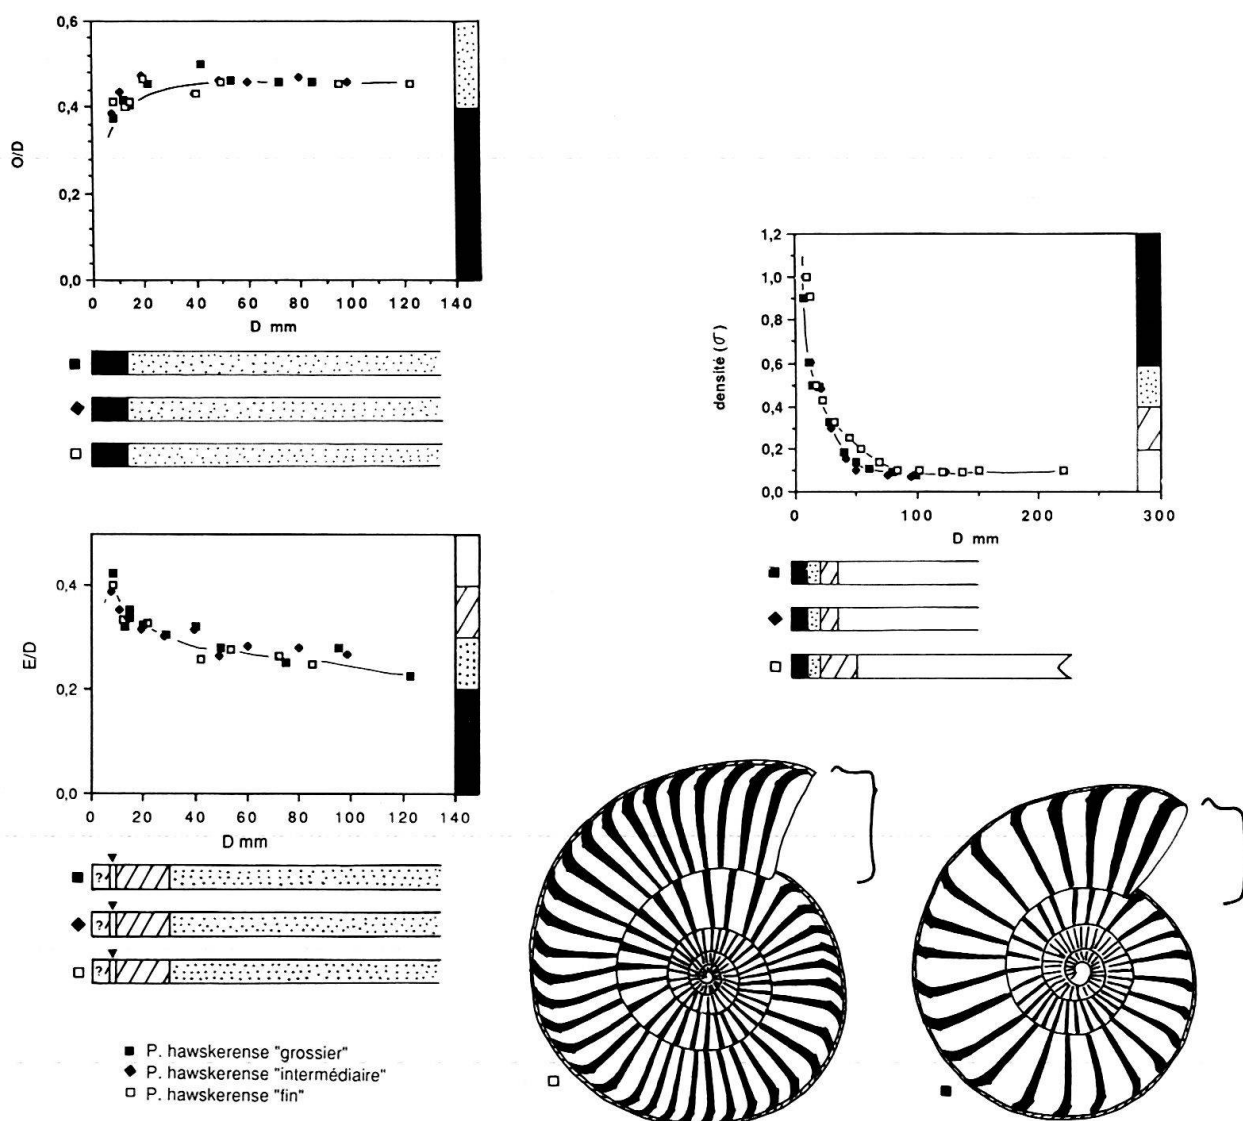 0,6
0,4
0,2
0,0
O/D
0 20 40 60 80 100 120 140
D mm
1,2
1,0
0,8
0,6
0,4
0,2
0,0
densité (σ)
0 100 200 300
D mm
0,4
0,2
0,0
E/D
0 20 40 60 80 100 120 140
D mm
?
?
?
P. hawskerense "grossier"
P. hawskerense "intermédiaire"
P. hawskerense "fin"